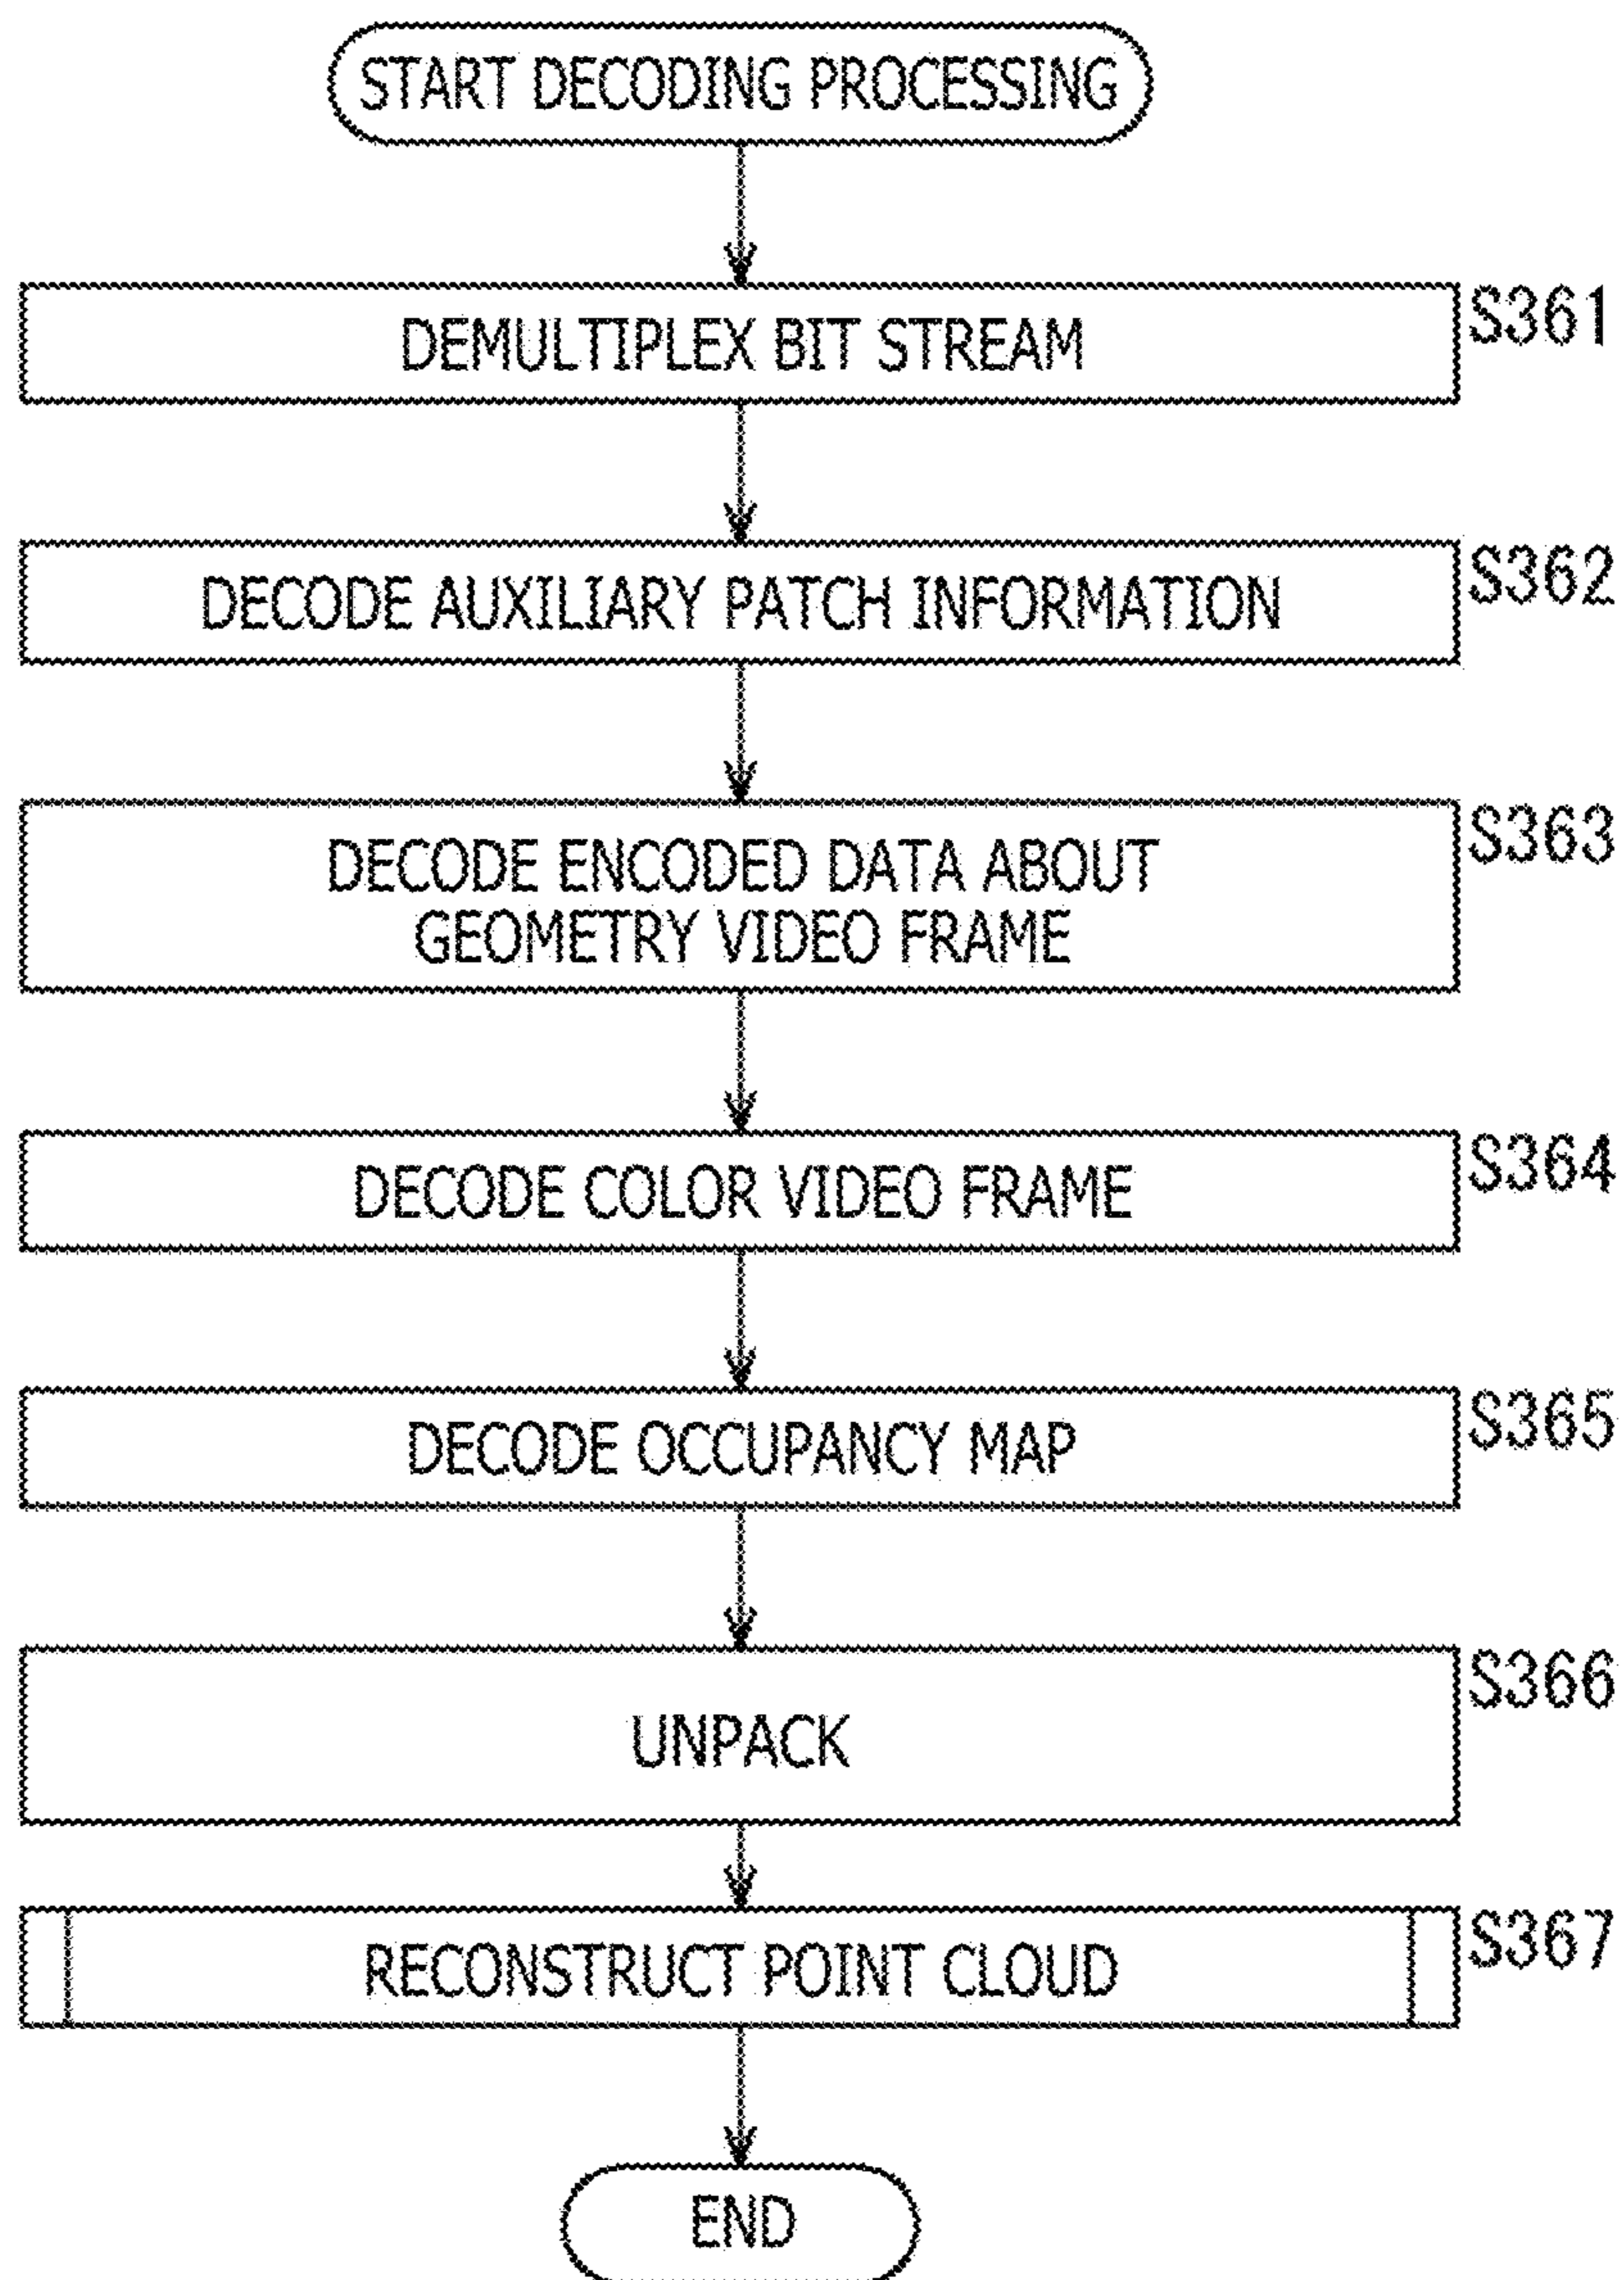 START DECODING PROCESSING
DEMULTIPLEX BIT STREAM
S361
DECODE AUXILIARY PATCH INFORMATION
S362
DECODE ENCODED DATA ABOUT
GEOMETRY VIDEO FRAME
S363
DECODE COLOR VIDEO FRAME
S364
DECODE OCCUPANCY MAP
S365
UNPACK
S366
RECONSTRUCT POINT CLOUD
S367
END